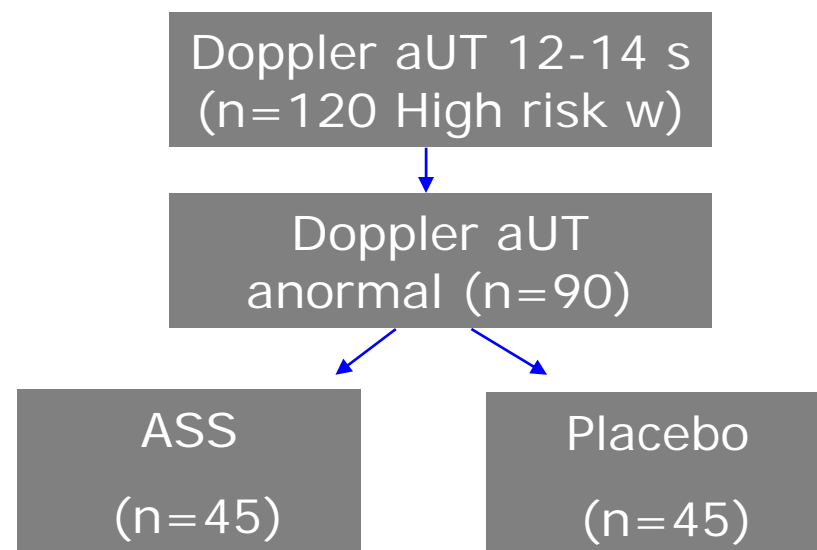 Doppler aUT 12-14 s
(n=120 High risk w)
Doppler aUT
anormal (n=90)
ASS
(n=45)
Placebo
(n=45)